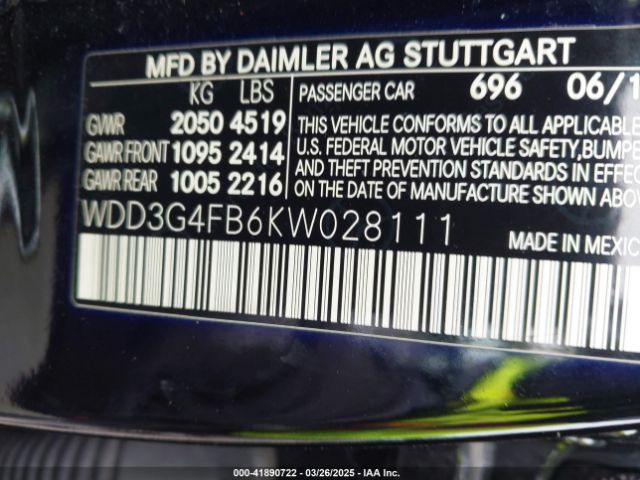 MFD BY DAIMLER AG STUTTGART
KG LBS PASSENGER CAR 696 06/1
GVWR 2050 4519 THIS VEHICLE CONFORMS TO ALL APPLICABLE
GAWR FRONT 1095 2414 U.S. FEDERAL MOTOR VEHICLE SAFETY, BUMPE
GAWR REAR 1005 2216 AND THEFT PREVENTION STANDARDS IN EFFEC
ON THE DATE OF MANUFACTURE SHOWN ABOV
WDD3G4FB6KW028111 MADE IN MEXIC
000-41890722 | 03/26/2025 | IAA Inc.